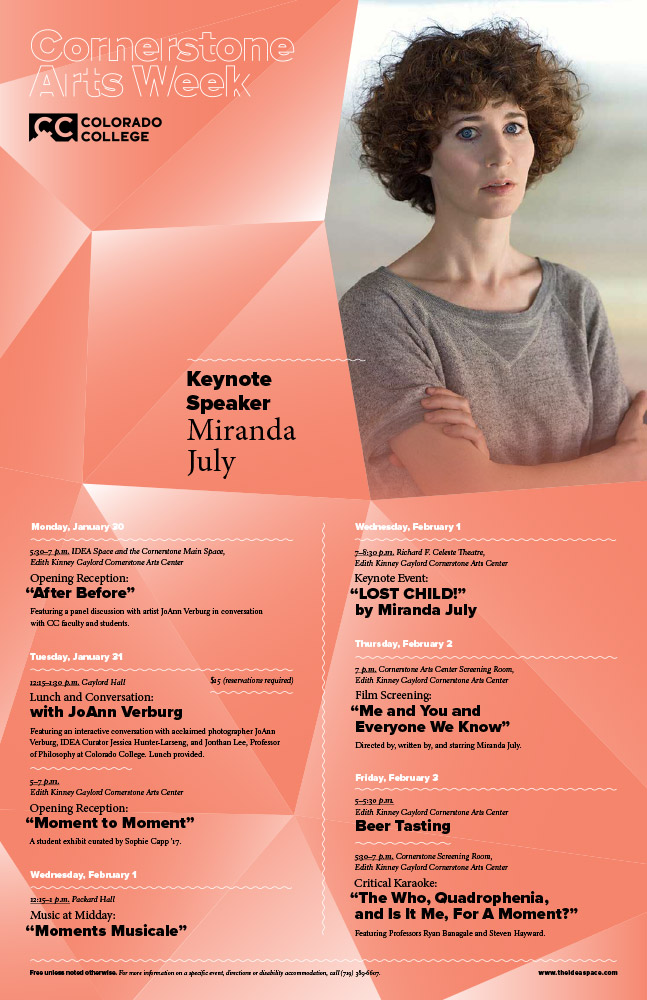 Cornerstone
Arts Week
CC COLORADO
COLLEGE
Keynote
Speaker
Miranda
July
Monday, January 30
5:30–7 p.m. IDEA Space and the Cornerstone Main Space,
Edith Kinney Gaylord Cornerstone Arts Center
Opening Reception:
“After Before”
Featuring a panel discussion with artist JoAnn Verburg in conversation
with CC faculty and students.
Tuesday, January 31
12:15–1:30 p.m. Gaylord Hall
$15 (reservations required)
Lunch and Conversation:
with JoAnn Verburg
Featuring an interactive conversation with acclaimed photographer JoAnn
Verburg, IDEA Curator Jessica Hunter-Larseng, and Jonthan Lee, Professor
of Philosophy at Colorado College. Lunch provided.
5–7 p.m.
Edith Kinney Gaylord Cornerstone Arts Center
Opening Reception:
“Moment to Moment”
A student exhibit curated by Sophie Capp ’17.
Wednesday, February 1
12:15–1 p.m. Packard Hall
Music at Midday:
“Moments Musicale”
Wednesday, February 1
7–8:30 p.m. Richard F. Celeste Theatre,
Edith Kinney Gaylord Cornerstone Arts Center
Keynote Event:
“LOST CHILD!”
by Miranda July
Thursday, February 2
7 p.m. Cornerstone Arts Center Screening Room,
Edith Kinney Gaylord Cornerstone Arts Center
Film Screening:
“Me and You and
Everyone We Know”
Directed by, written by, and starring Miranda July.
Friday, February 3
5–5:30 p.m.
Edith Kinney Gaylord Cornerstone Arts Center
Beer Tasting
5:30–7 p.m. Cornerstone Screening Room,
Edith Kinney Gaylord Cornerstone Arts Center
Critical Karaoke:
“The Who, Quadrophenia,
and Is It Me, For A Moment?”
Featuring Professors Ryan Banagale and Steven Hayward.
Free unless noted otherwise. For more information on a specific event, directions or disability accommodation, call (719) 389-6607.
www.theideaspace.com